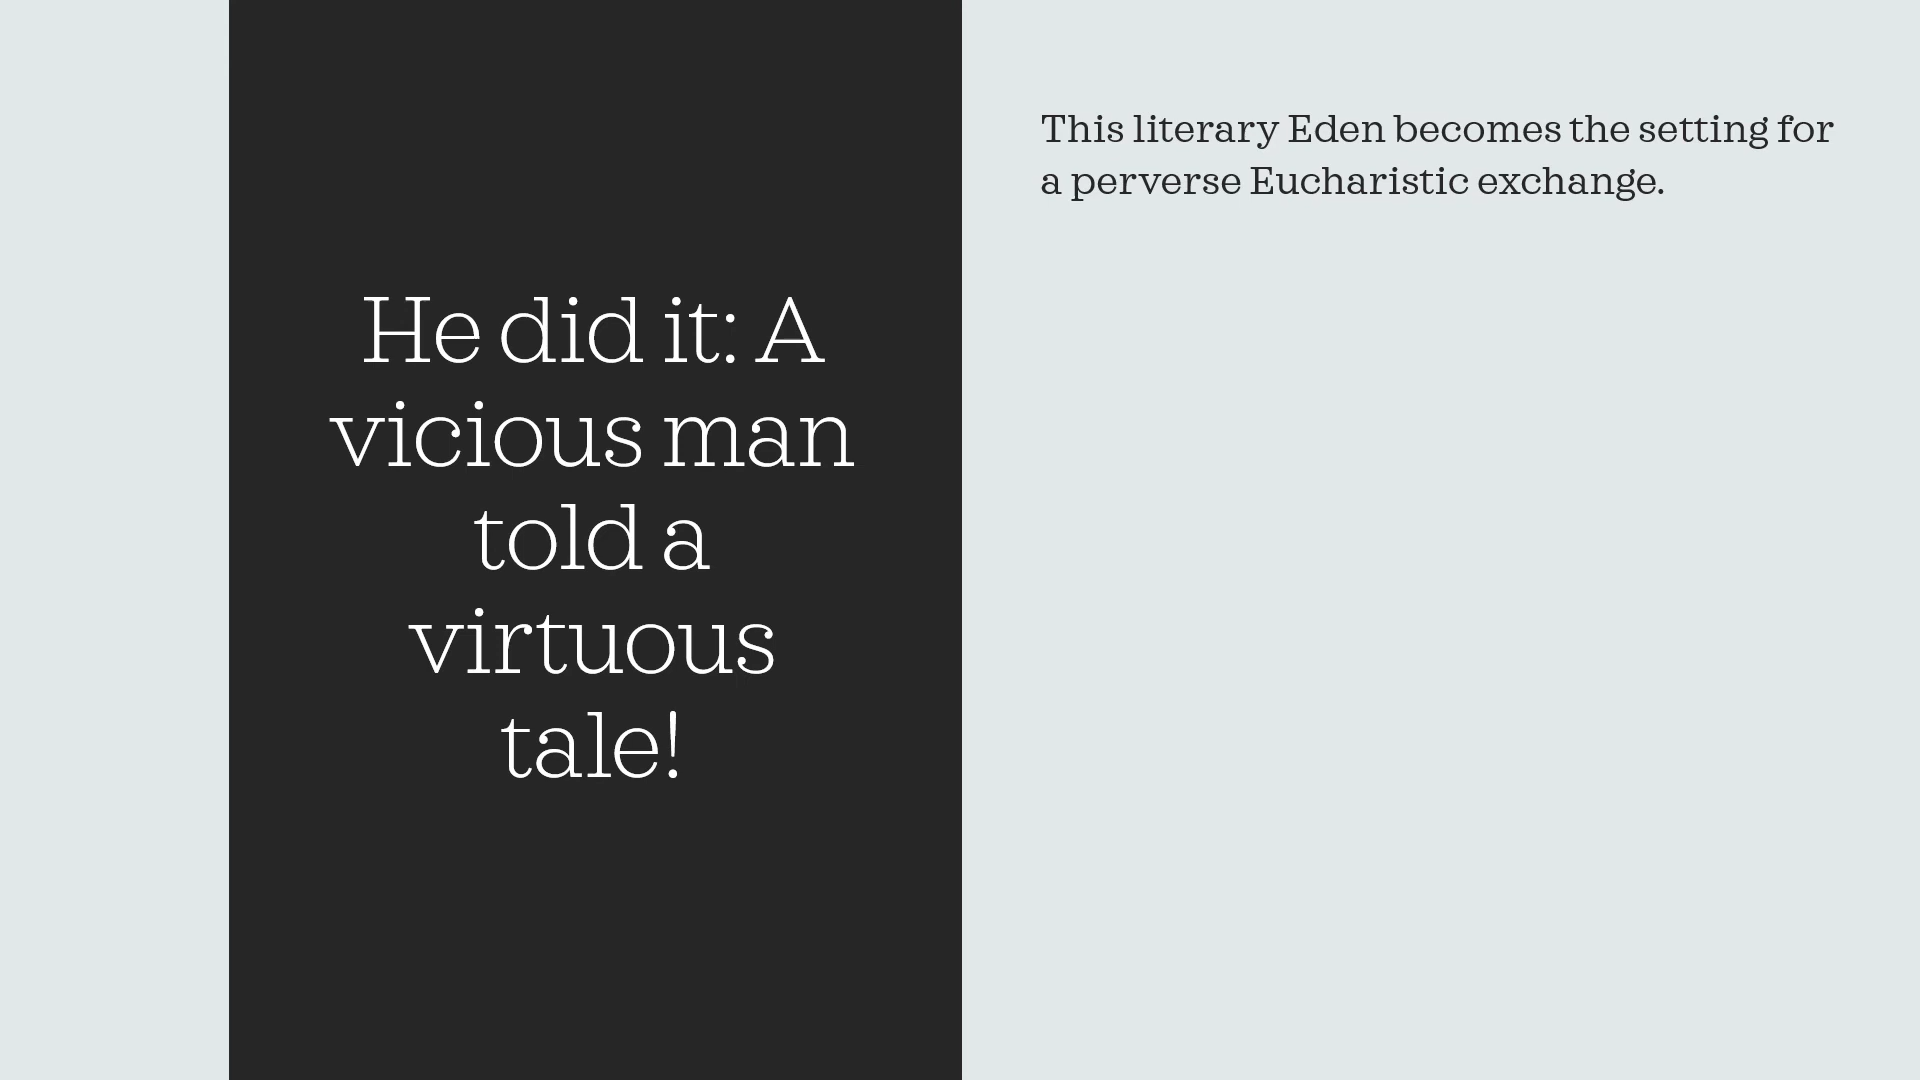 He did it: A
vicious man
told a
virtuous
tale!
This literary Eden becomes the setting for
a perverse Eucharistic exchange.